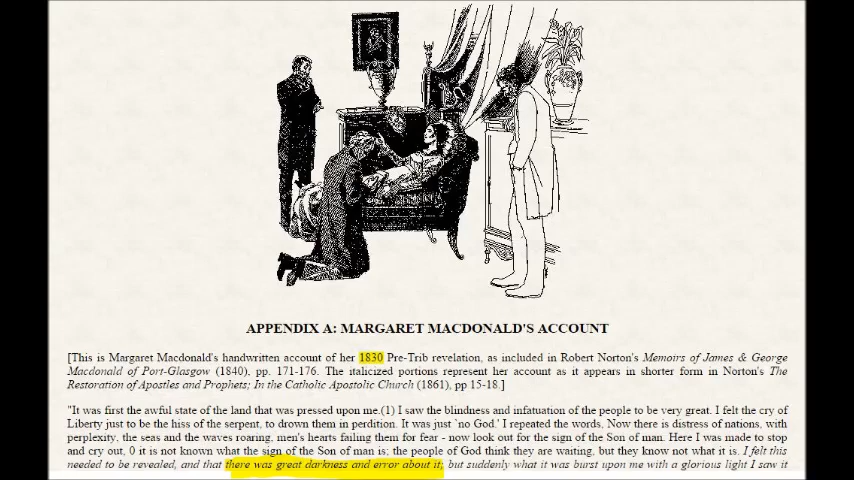 APPENDIX A: MARGARET MACDONALD'S ACCOUNT
[This is Margaret Macdonald's handwritten account of her 1830 Pre-Trib revelation, as included in Robert Norton's Memoirs of James & George
Macdonald of Port-Glasgow (1840), pp. 171-176. The italicized portions represent her account as it appears in shorter form in Norton's The
Restoration of Apostles and Prophets; In the Catholic Apostolic Church (1861), pp 15-18.]
"It was first the awful state of the land that was pressed upon me.(1) I saw the blindness and infatuation of the people to be very great. I felt the cry of
Liberty just to be the hiss of the serpent, to drown them in perdition. It was just `no God.' I repeated the words, Now there is distress of nations, with
perplexity, the seas and the waves roaring, men's hearts failing them for fear - now look out for the sign of the Son of man. Here I was made to stop
and cry out, 0 it is not known what the sign of the Son of man is; the people of God think they are waiting, but they know not what it is. I felt this
needed to be revealed, and that there was great darkness and error about it; but suddenly what it was burst upon me with a glorious light I saw it